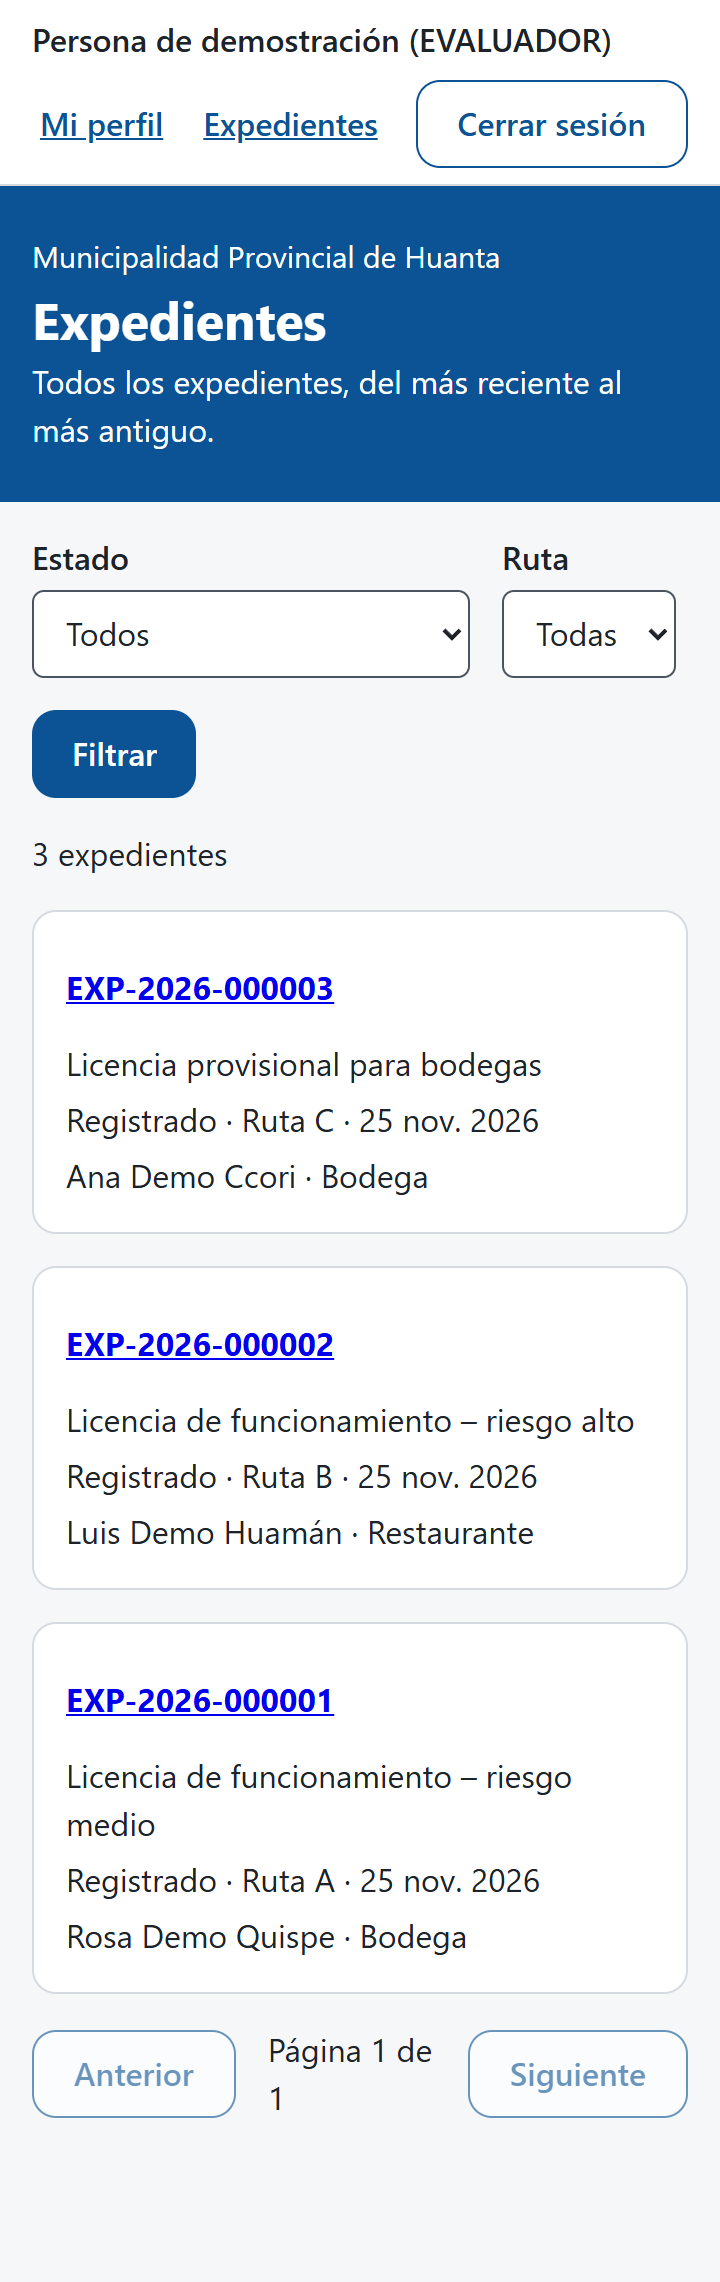 Persona de demostración (EVALUADOR)
Mi perfil Expedientes Cerrar sesión
Municipalidad Provincial de Huanta
Expedientes
Todos los expedientes, del más reciente al
más antiguo.
Estado Ruta
Todos Todas
Filtrar
3 expedientes
EXP-2026-000003
Licencia provisional para bodegas
Registrado · Ruta C · 25 nov. 2026
Ana Demo Ccori · Bodega
EXP-2026-000002
Licencia de funcionamiento – riesgo alto
Registrado · Ruta B · 25 nov. 2026
Luis Demo Huamán · Restaurante
EXP-2026-000001
Licencia de funcionamiento – riesgo
medio
Registrado · Ruta A · 25 nov. 2026
Rosa Demo Quispe · Bodega
Anterior
Página 1 de
1
Siguiente